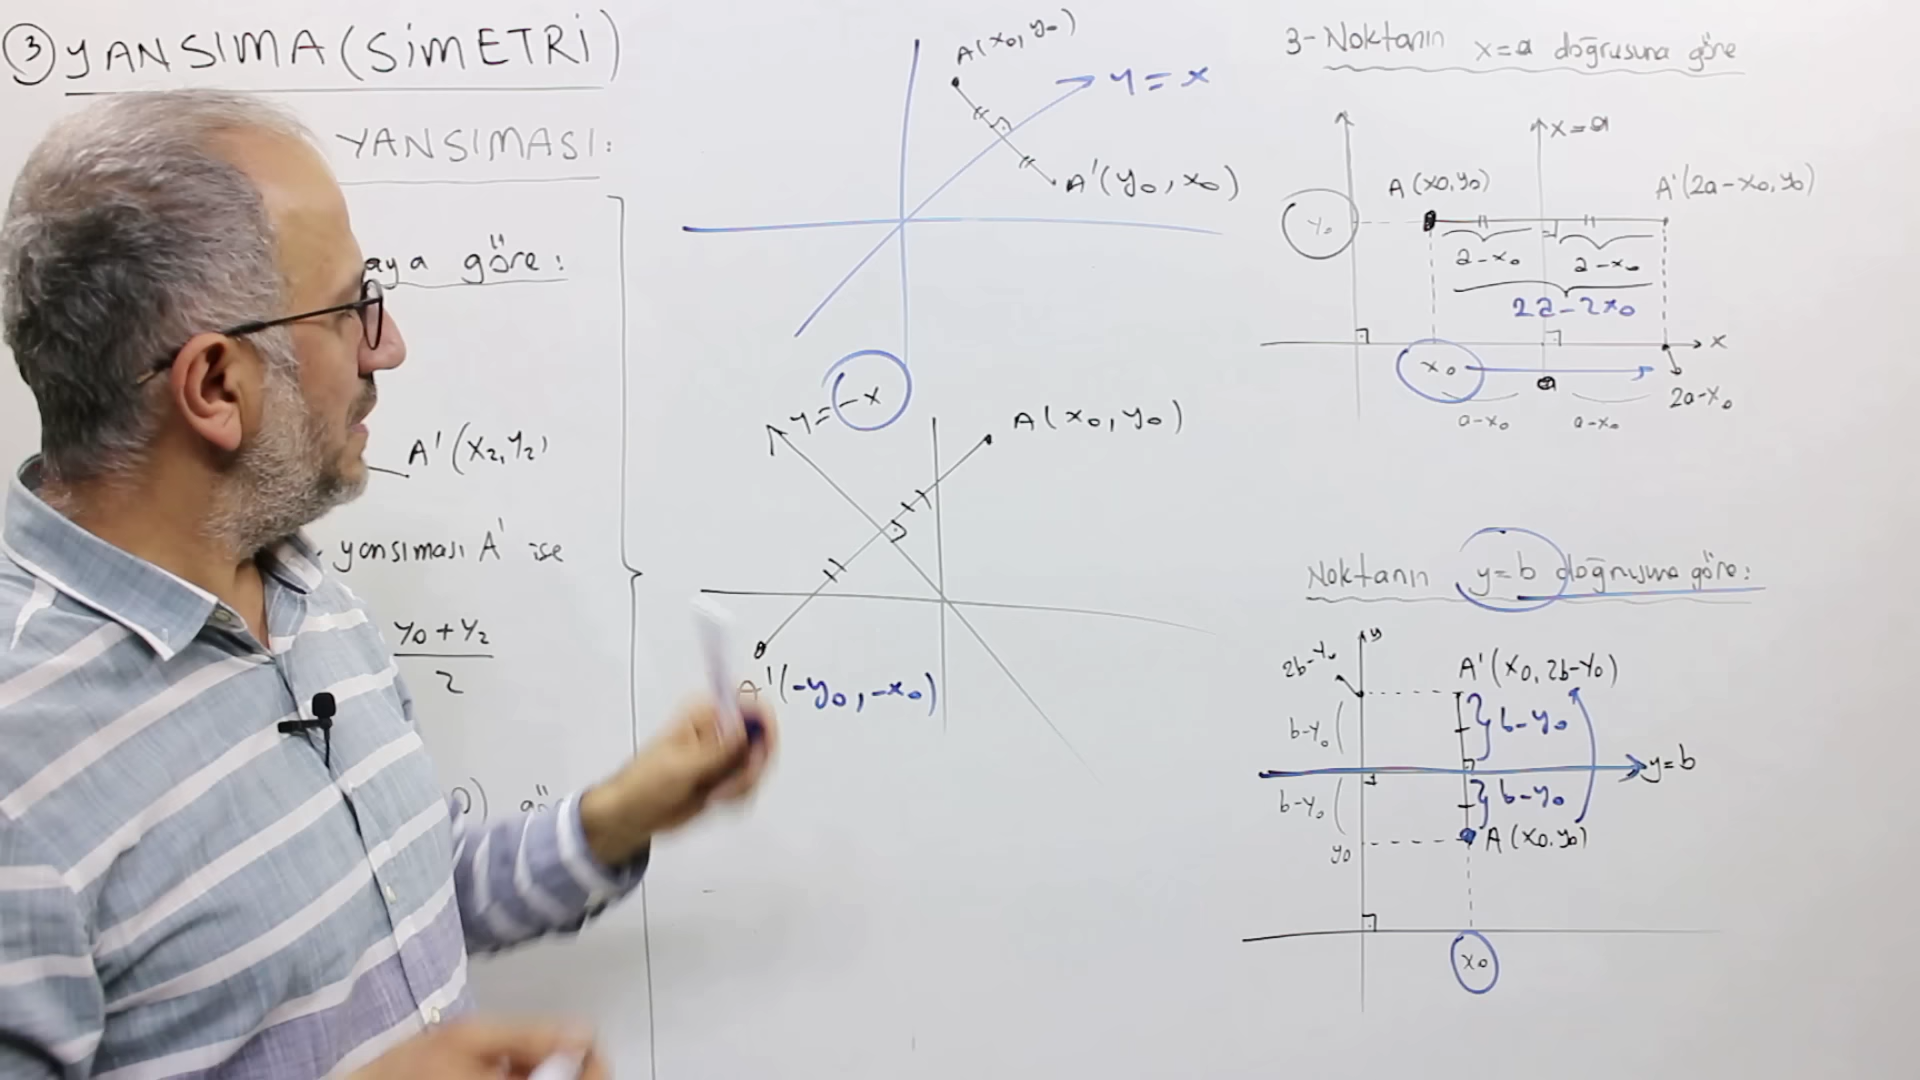 3 YANSIMA (SİMETRİ)
YANSIMASI:
aya göre:
A'(x₂, y₂)
yansıması A' ise
y₀ + y₂
2
A(x₀, y₀)
y = x
A'(y₀, x₀)
y = -x
A(x₀, y₀)
A'(-y₀, -x₀)
3- Noktanın x=a doğrusuna göre
x=a
A(x₀,y₀)
A'(2a-x₀, y₀)
y₀
a-x₀
a-x₀
2a-2x₀
x
x₀
a
2a-x₀
a-x₀
a-x₀
Noktanın y=b doğrusuna göre:
y
2b-y₀
A'(x₀, 2b-y₀)
b-y₀
b-y₀
y=b
b-y₀
b-y₀
y₀
A(x₀,y₀)
x₀